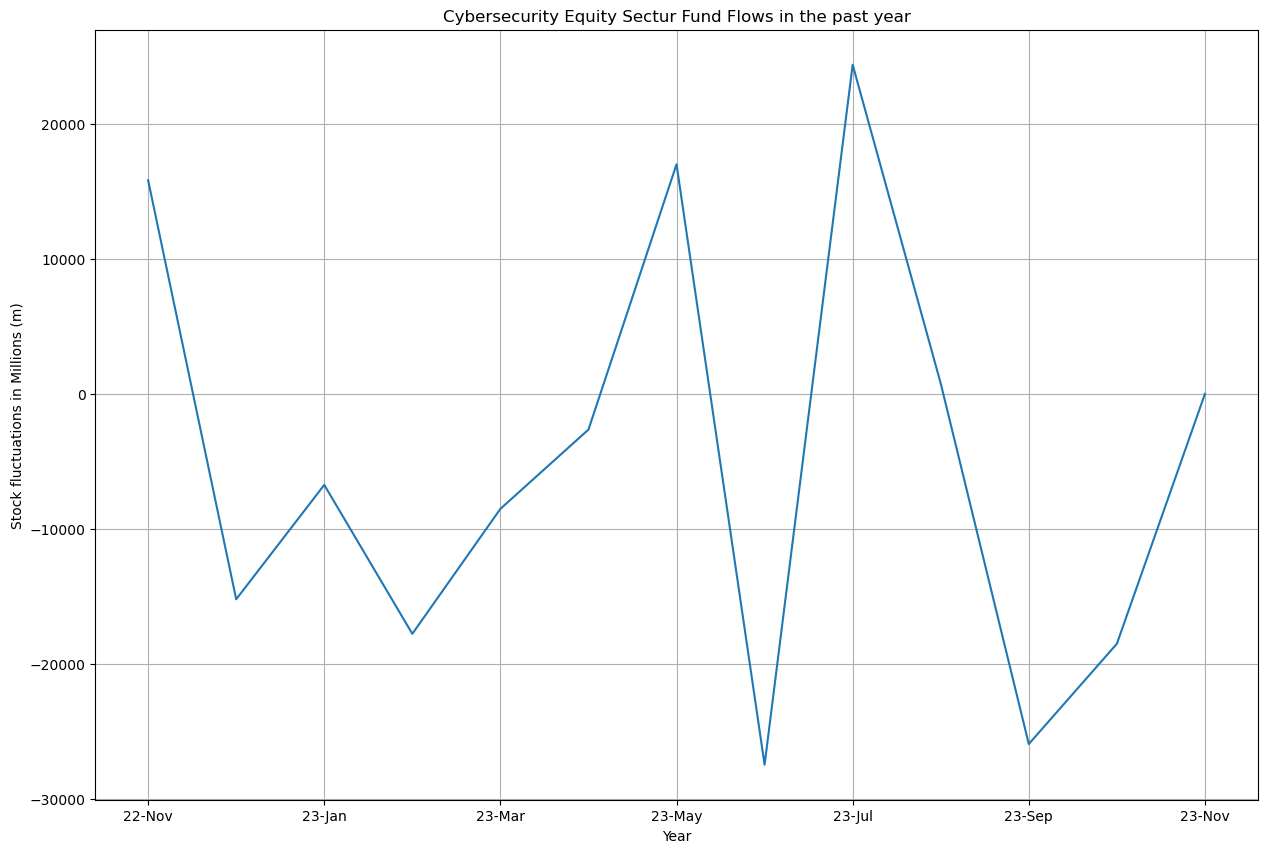 Cybersecurity Equity Sectur Fund Flows in the past year
Stock fluctuations in Millions (m)
20000
10000
0
−10000
−20000
−30000
22-Nov
23-Jan
23-Mar
23-May
23-Jul
23-Sep
23-Nov
Year